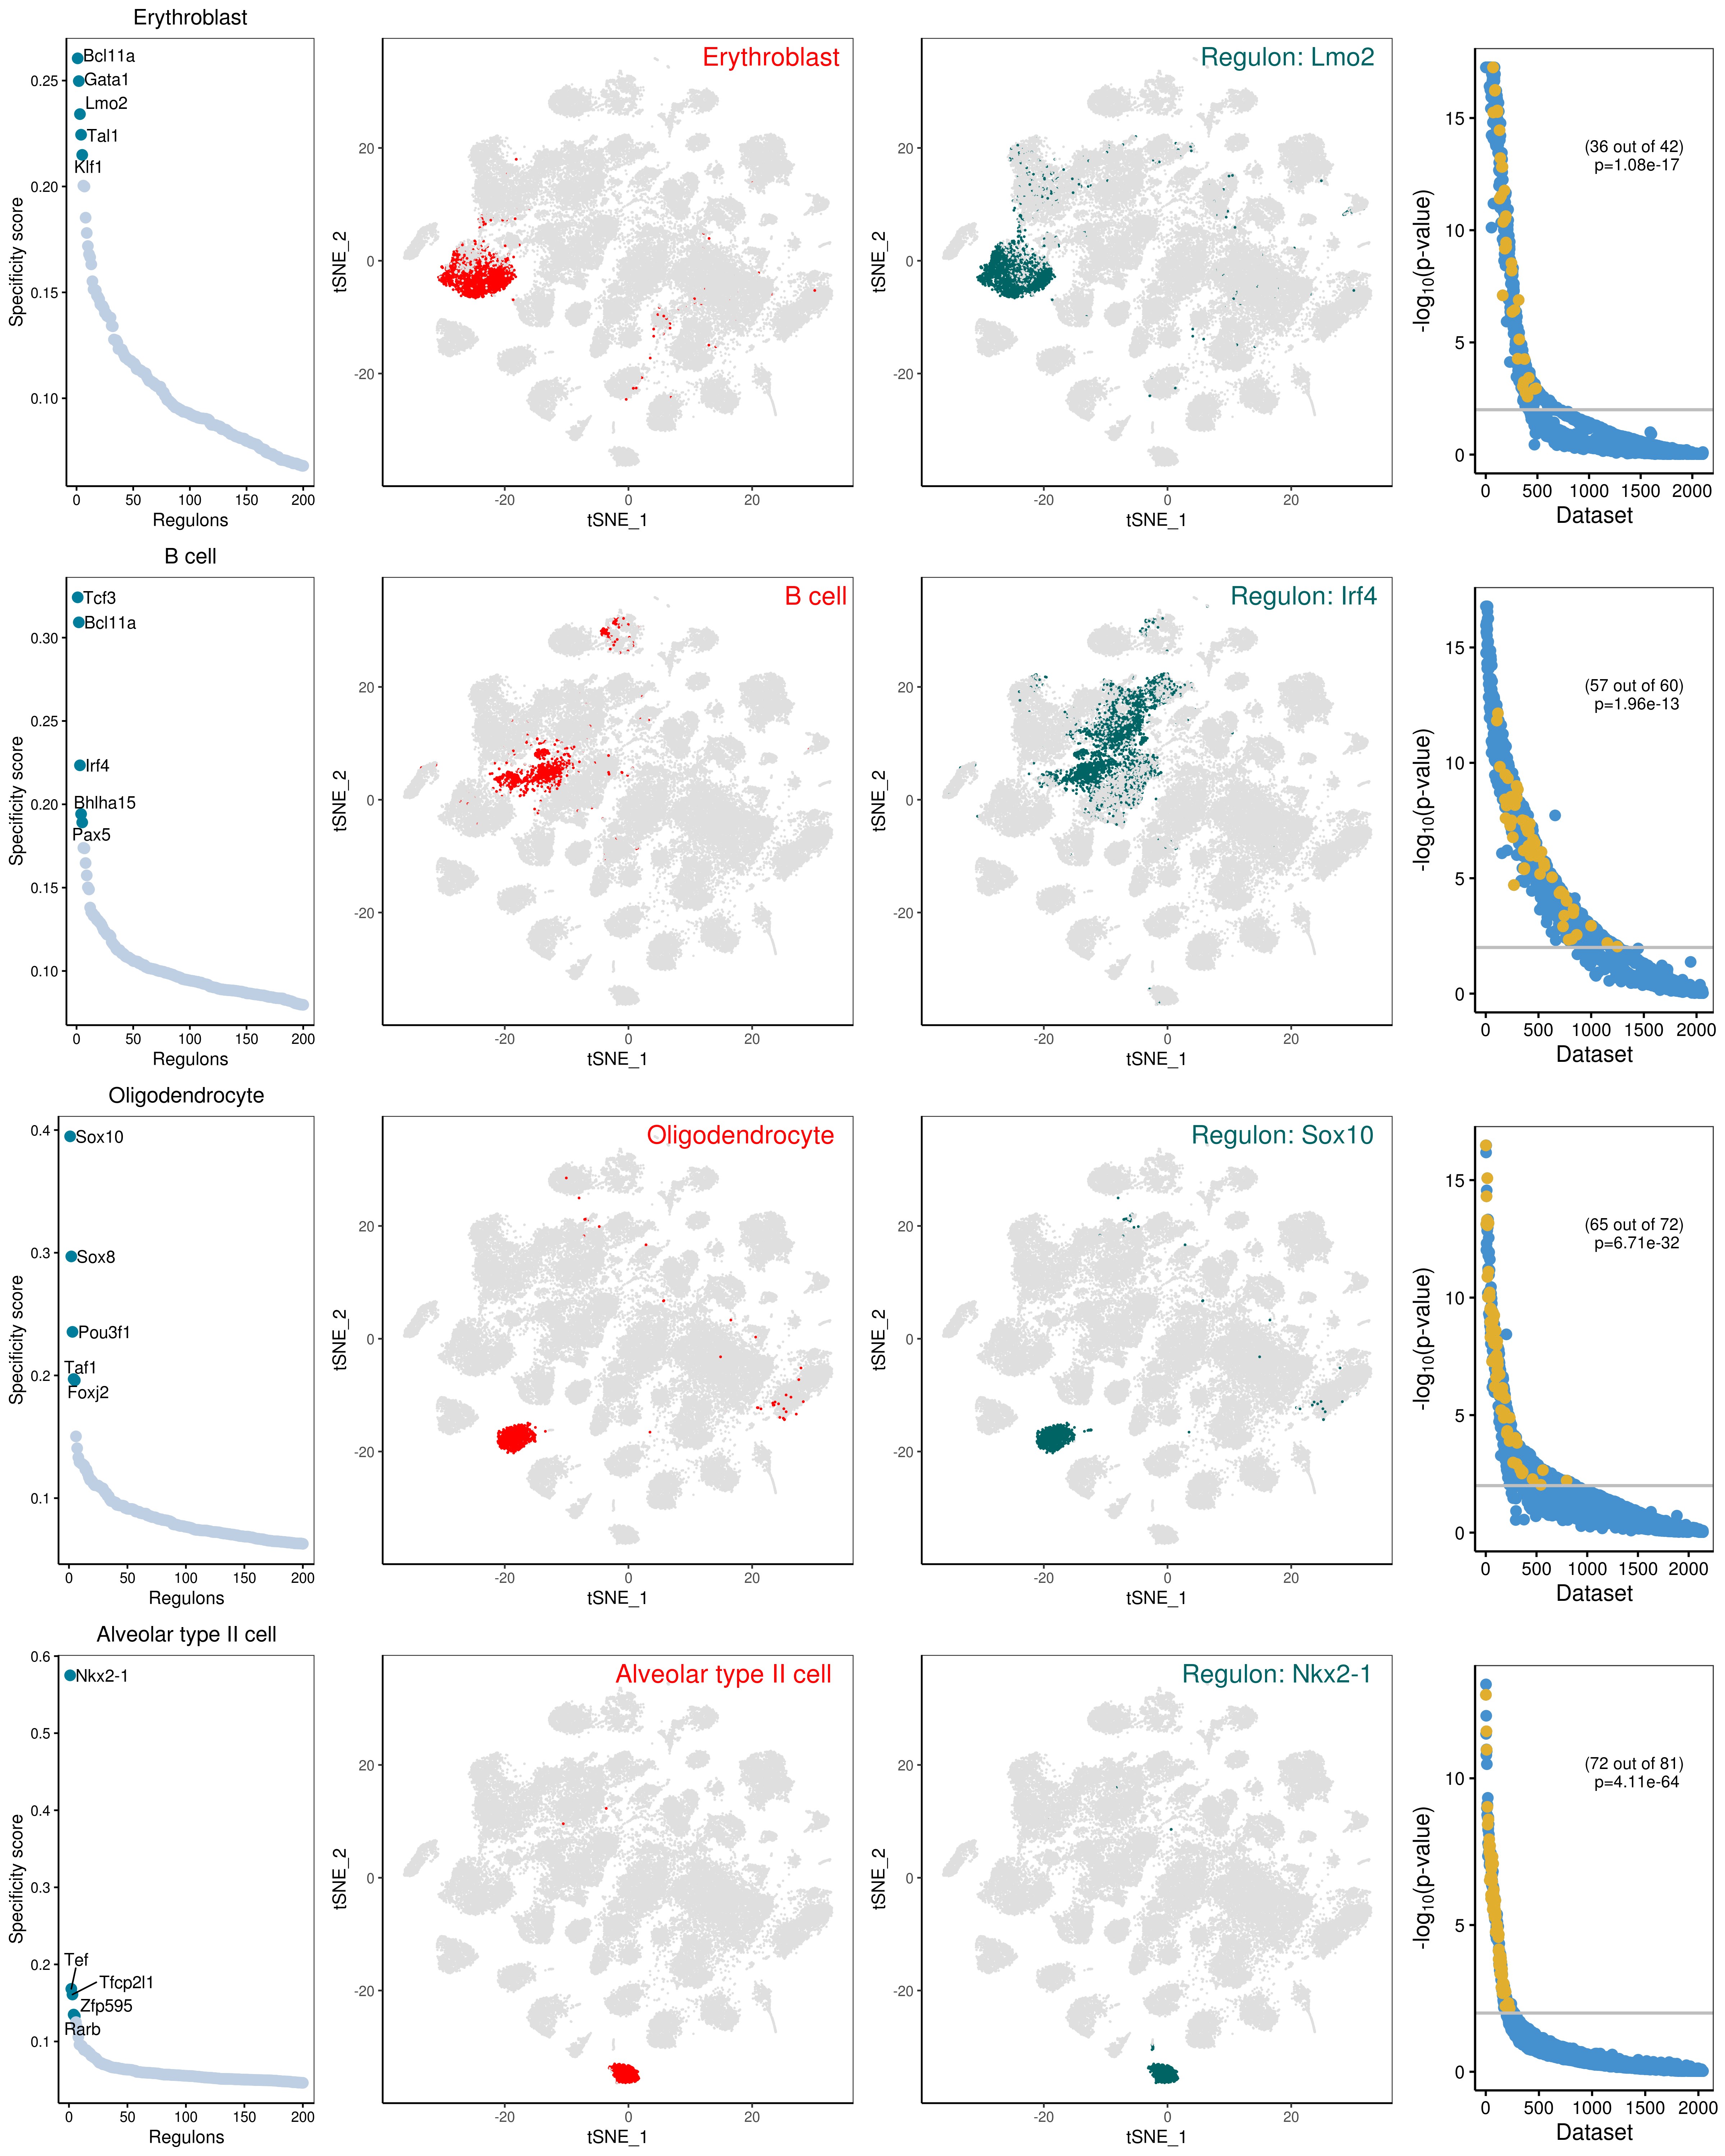 Erythroblast
Specificity score
0.25
0.20
0.15
0.10
Bcl11a
Gata1
Lmo2
Tal1
Klf1
0 50 100 150 200
Regulons
Erythroblast
tSNE_2
20
0
-20
-20 0 20
tSNE_1
Regulon: Lmo2
tSNE_2
20
0
-20
-20 0 20
tSNE_1
-log10(p-value)
15
10
5
0
(36 out of 42)
p=1.08e-17
0 500 1000 1500 2000
Dataset
B cell
Specificity score
0.30
0.25
0.20
0.15
0.10
Tcf3
Bcl11a
Irf4
Bhlha15
Pax5
0 50 100 150 200
Regulons
B cell
tSNE_2
20
0
-20
-20 0 20
tSNE_1
Regulon: Irf4
tSNE_2
20
0
-20
-20 0 20
tSNE_1
-log10(p-value)
15
10
5
0
(57 out of 60)
p=1.96e-13
0 500 1000 1500 2000
Dataset
Oligodendrocyte
Specificity score
0.4
0.3
0.2
0.1
Sox10
Sox8
Pou3f1
Taf1
Foxj2
0 50 100 150 200
Regulons
Oligodendrocyte
tSNE_2
20
0
-20
-20 0 20
tSNE_1
Regulon: Sox10
tSNE_2
20
0
-20
-20 0 20
tSNE_1
-log10(p-value)
15
10
5
0
(65 out of 72)
p=6.71e-32
0 500 1000 1500 2000
Dataset
Alveolar type II cell
Specificity score
0.6
0.5
0.4
0.3
0.2
0.1
Nkx2-1
Tef
Tfcp2l1
Zfp595
Rarb
0 50 100 150 200
Regulons
Alveolar type II cell
tSNE_2
20
0
-20
-20 0 20
tSNE_1
Regulon: Nkx2-1
tSNE_2
20
0
-20
-20 0 20
tSNE_1
-log10(p-value)
10
5
0
(72 out of 81)
p=4.11e-64
0 500 1000 1500 2000
Dataset